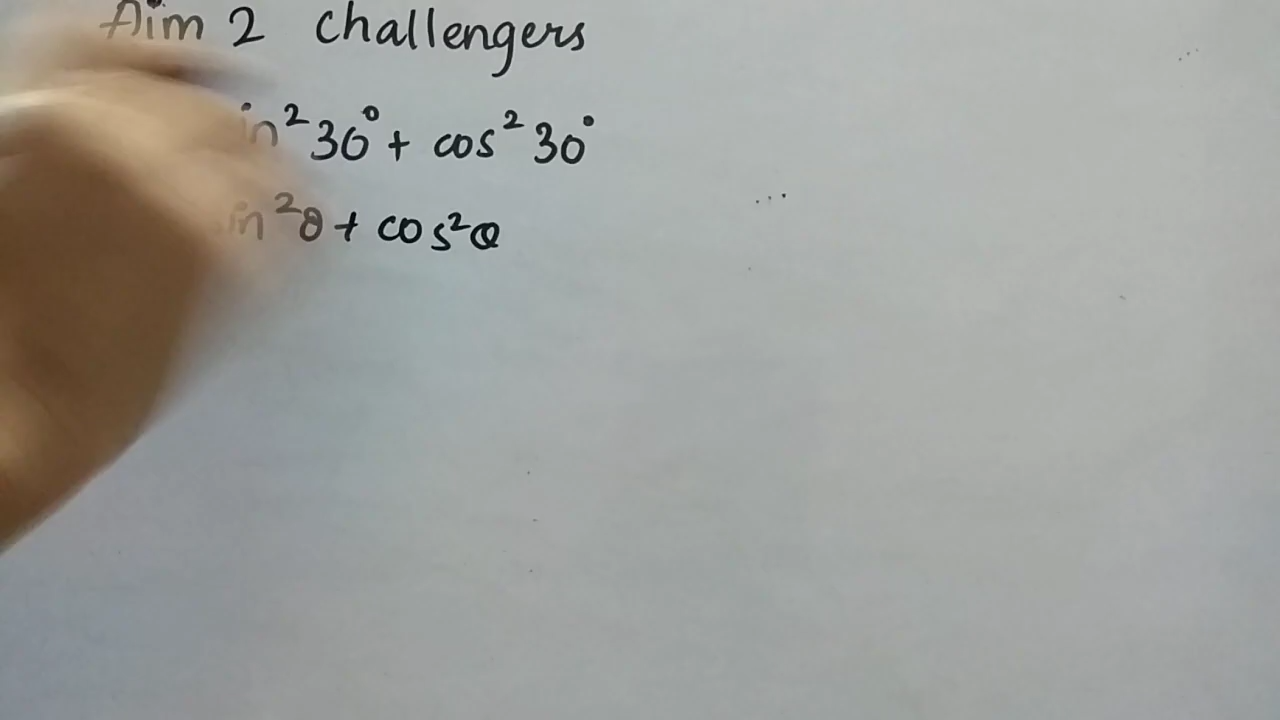 Aim 2 Challengers
in²30° + cos²30°
in²θ + cos²θ